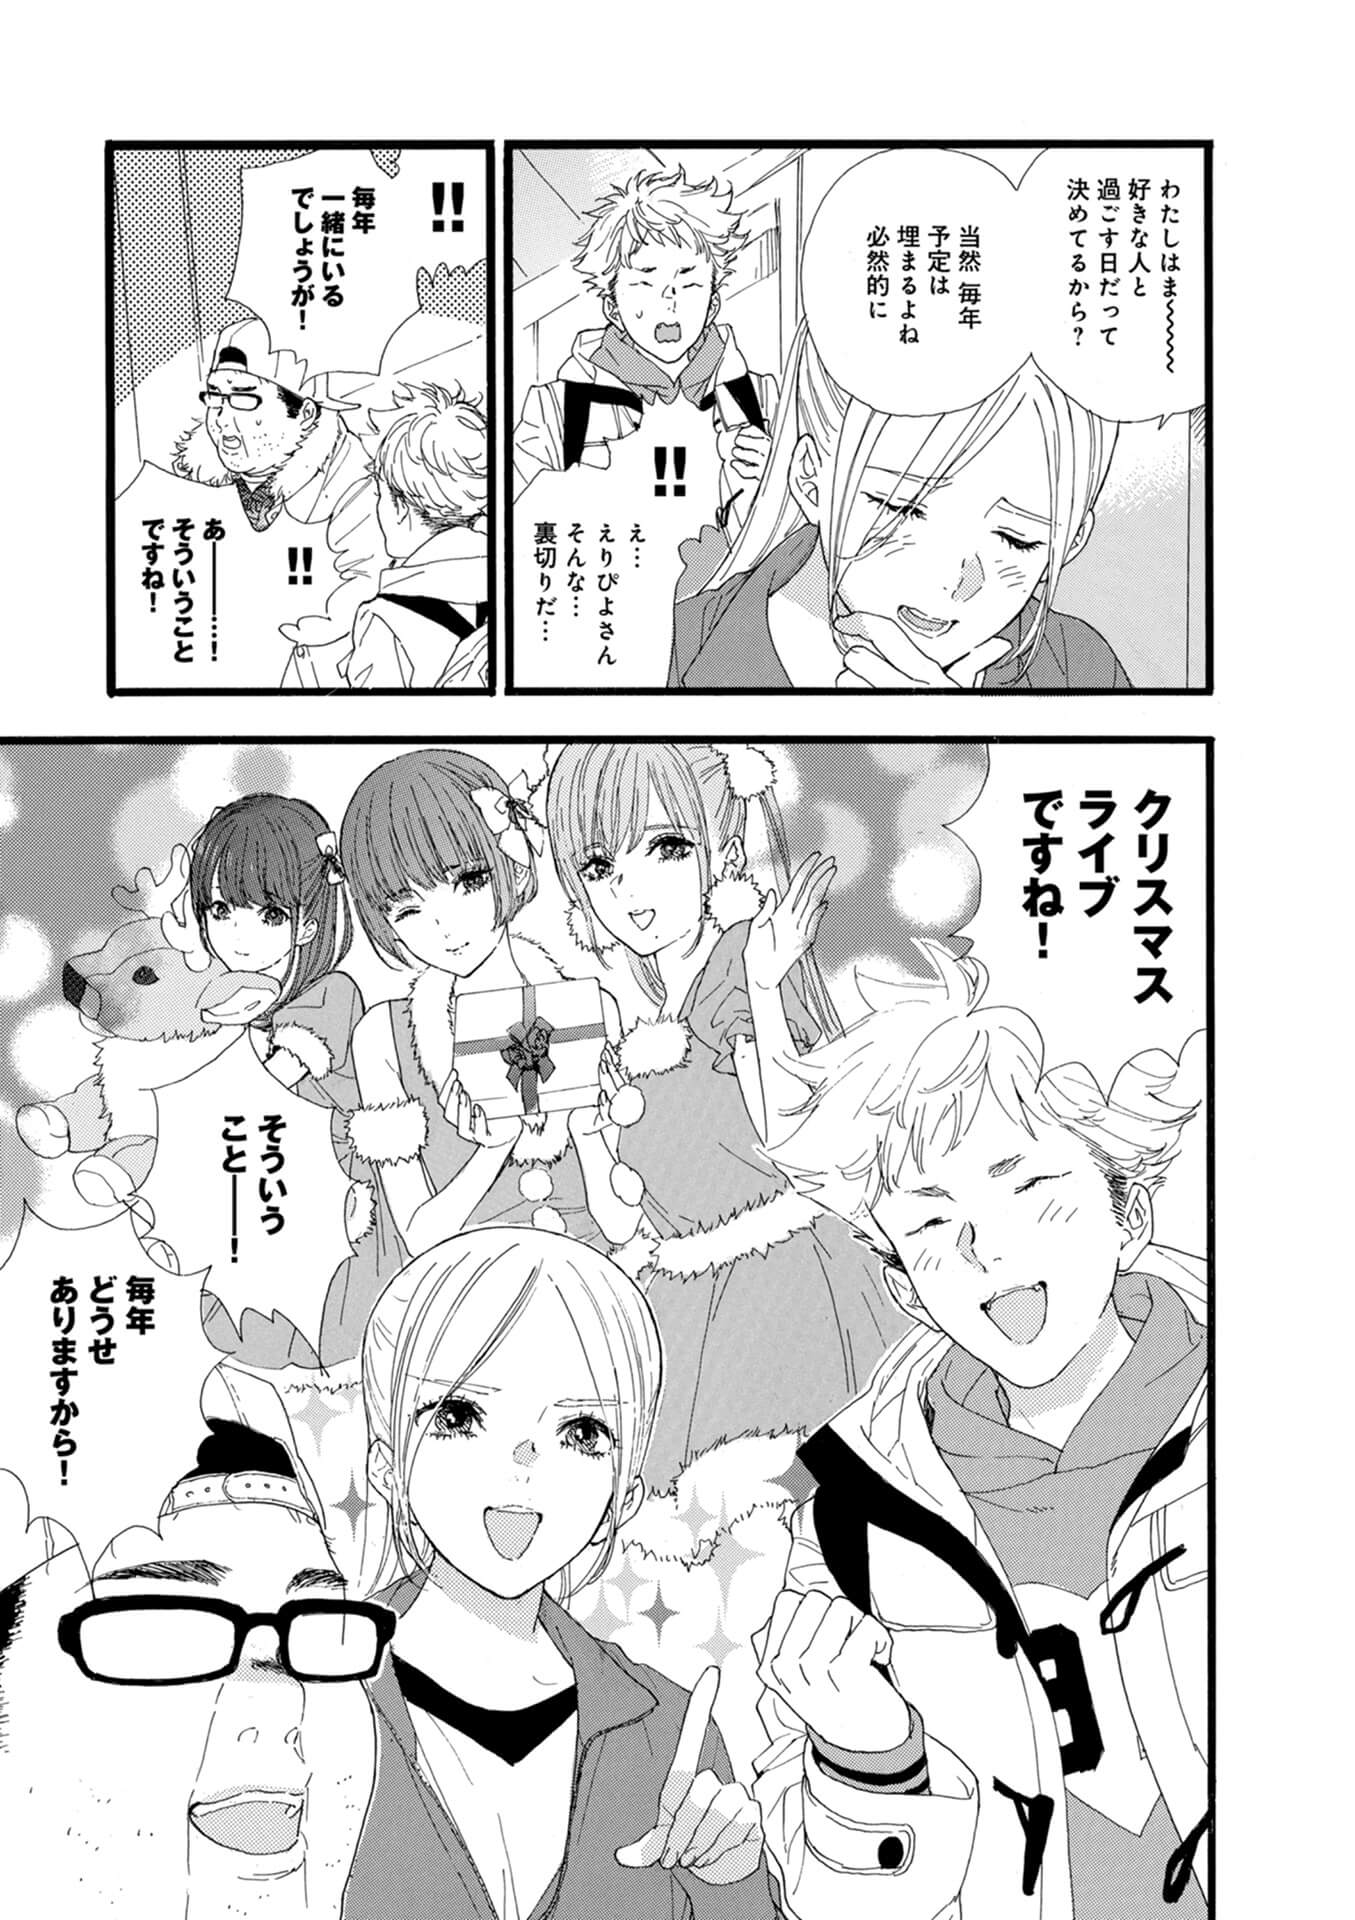 わたしはま〜〜〜〜
好きな人と
過ごす日だって
決めてるから？
当然 毎年
予定は
埋まるよね
必然的に
!!
え…
えりぴよさん
そんな…
裏切りだ…
!!
毎年
一緒にいる
でしょうが！
!!
あ———…！
そういうこと
ですね！
クリスマス
ライブ
ですね！
そういう
こと——！
毎年
どうせ
ありますから！